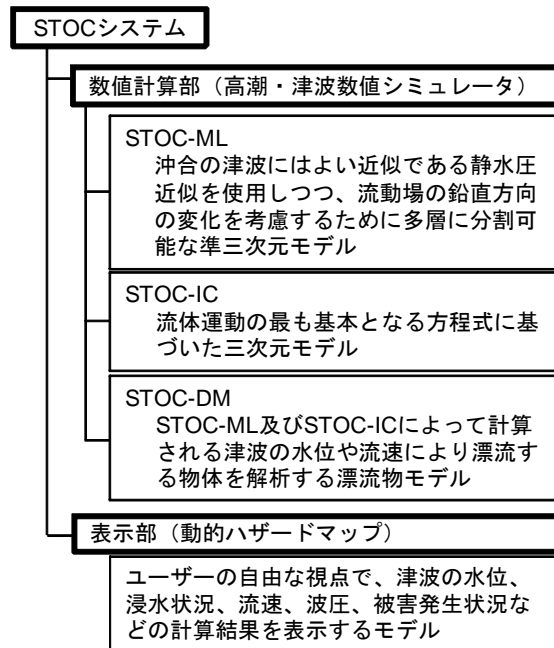 STOCシステム
数値計算部（高潮・津波数値シミュレータ）
STOC-ML
沖合の津波にはよい近似である静水圧
近似を使用しつつ、流動場の鉛直方向
の変化を考慮するために多層に分割可
能な準三次元モデル
STOC-IC
流体運動の最も基本となる方程式に基
づいた三次元モデル
STOC-DM
STOC-ML及びSTOC-ICによって計算
される津波の水位や流速により漂流す
る物体を解析する漂流物モデル
表示部（動的ハザードマップ）
ユーザーの自由な視点で、津波の水位、
浸水状況、流速、波圧、被害発生状況な
どの計算結果を表示するモデル